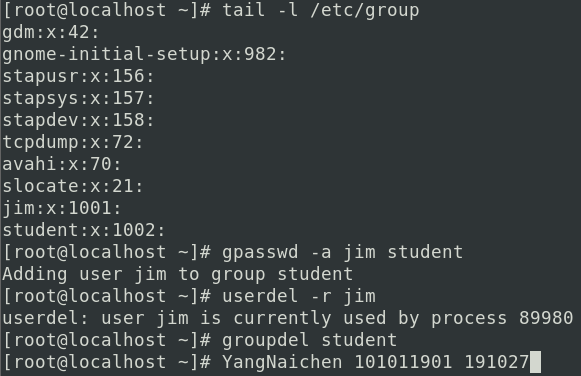 [root@localhost ~]# tail -l /etc/group
gdm:x:42:
gnome-initial-setup:x:982:
stapusr:x:156:
stapsys:x:157:
stapdev:x:158:
tcpdump:x:72:
avahi:x:70:
slocate:x:21:
jim:x:1001:
student:x:1002:
[root@localhost ~]# gpasswd -a jim student
Adding user jim to group student
[root@localhost ~]# userdel -r jim
userdel: user jim is currently used by process 89980
[root@localhost ~]# groupdel student
[root@localhost ~]# YangNaichen 101011901 191027